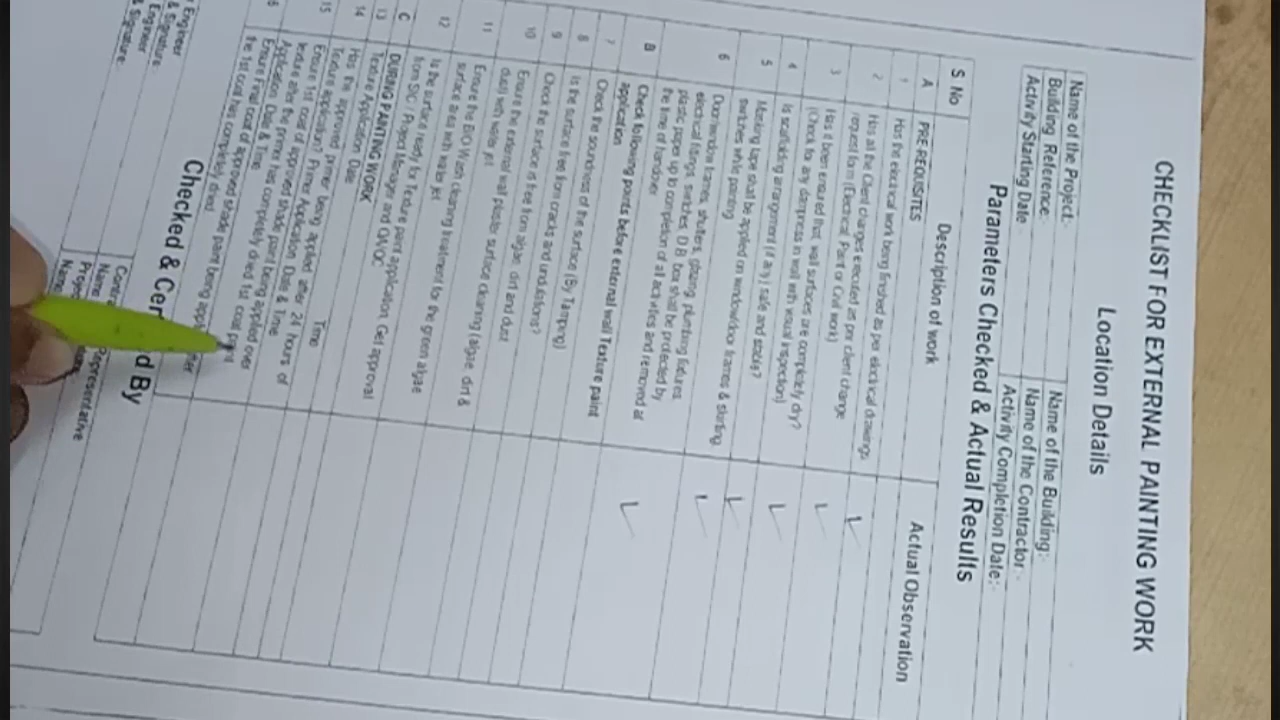 CHECKLIST FOR EXTERNAL PAINTING WORK
Location Details
Name of the Project:- Name of the Building:-
Building Reference: Name of the Contractor:-
Activity Starting Date Activity Completion Date:-
Parameters Checked & Actual Results
S No Description of work Actual Observation
A PRE-REQUISITES
1 Has the electrical work being finished as per electrical drawings
2 Has all the Client changes executed as per client change
request form (Electrical, Paint or Civil work)
3 Has it been ensured that wall surfaces are completely dry?
(Check for any dampness in wall with visual inspection)
4 Is scaffolding arrangement (if any) safe and stable?
5 Masking tape shall be applied on window/door frames & skirting,
switches while painting.
6 Door/window frames, shutters, glazing, plumbing fixtures,
electrical fittings, switches, D.B. box shall be protected by
plastic paper up to completion of all activities and removed at
the time of handover
B Check following points before external wall Texture paint
application
7 Check the soundness of the surface (By Tamping)
8 Is the surface free from cracks and undulations?
9 Check the surface is free from algae, dirt and dust
10 Ensure the external wall plaster surface cleaning (algae, dirt &
dust) with water jet
11 Ensure the BIO Wash cleaning treatment for the green algae
surface area with water jet
12 Is the surface ready for Texture paint application, Get approval
from SIC/ Project Manager and QA/QC
C DURING PAINTING WORK
13 Texture Application Date Time
14 Has the approved primer being applied after 24 hours of
Texture application? Primer Application Date & Time
15 Ensure 1st coat of approved shade paint being applied over
texture after the primer has completely dried 1st coat paint
Application Date & Time
Ensure Final coat of approved shade paint being
the 1st coat has completely dried
Checked & By
Engineer Representative
& Signature: Name
Engineer
& Signature: Name